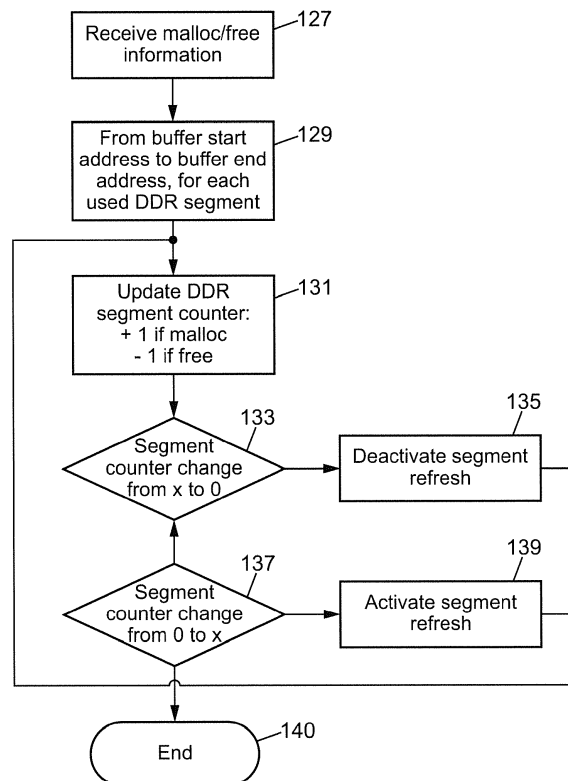 Receive malloc/free
information
127
From buffer start
address to buffer end
address, for each
used DDR segment
129
Update DDR
segment counter:
+ 1 if malloc
- 1 if free
131
Segment
counter change
from x to 0
133
Deactivate segment
refresh
135
Segment
counter change
from 0 to x
137
Activate segment
refresh
139
End
140